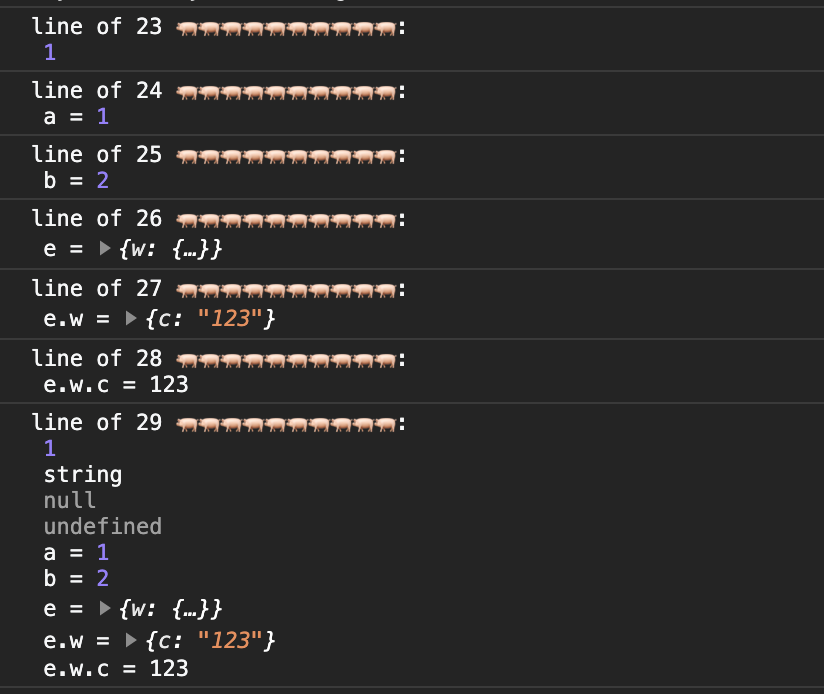 line of 23 🐖🐖🐖🐖🐖🐖🐖🐖🐖🐖:
1
line of 24 🐖🐖🐖🐖🐖🐖🐖🐖🐖🐖:
a = 1
line of 25 🐖🐖🐖🐖🐖🐖🐖🐖🐖🐖:
b = 2
line of 26 🐖🐖🐖🐖🐖🐖🐖🐖🐖🐖:
e = ▶{w: {…}}
line of 27 🐖🐖🐖🐖🐖🐖🐖🐖🐖🐖:
e.w = ▶{c: "123"}
line of 28 🐖🐖🐖🐖🐖🐖🐖🐖🐖🐖:
e.w.c = 123
line of 29 🐖🐖🐖🐖🐖🐖🐖🐖🐖🐖:
1
string
null
undefined
a = 1
b = 2
e = ▶{w: {…}}
e.w = ▶{c: "123"}
e.w.c = 123